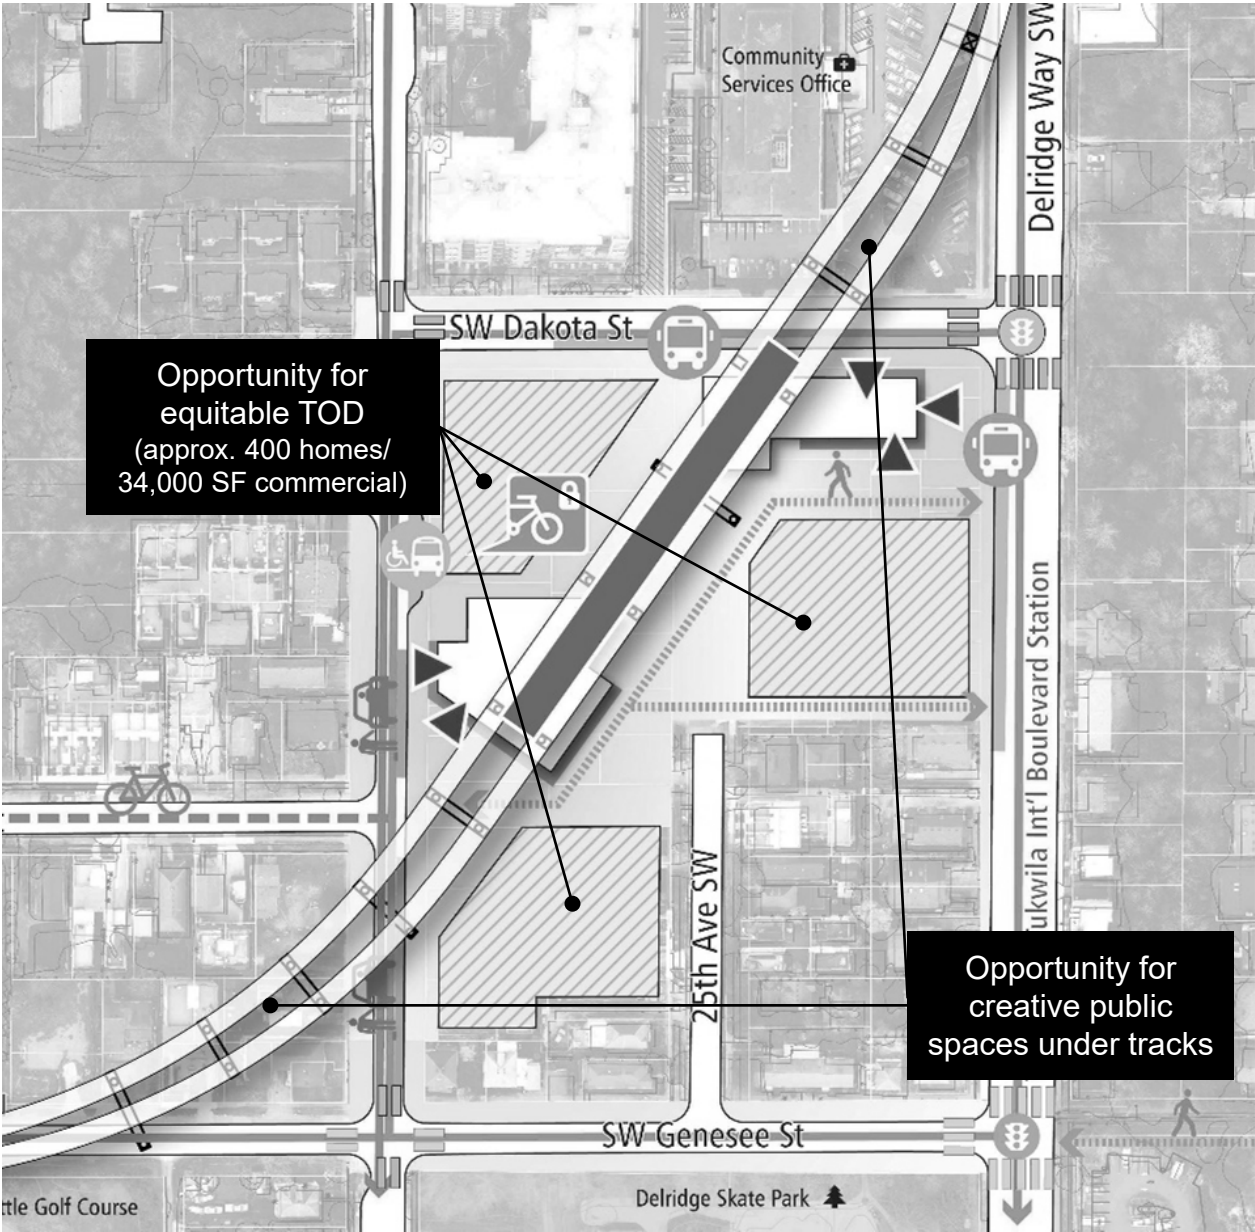 Community
Services Office
Delridge Way SW
SW Dakota St
Opportunity for
equitable TOD
(approx. 400 homes/
34,000 SF commercial)
Int'l Boulevard Station
25th Ave SW
Opportunity for
creative public
spaces under tracks
SW Genesee St
Delridge Skate Park
Golf Course